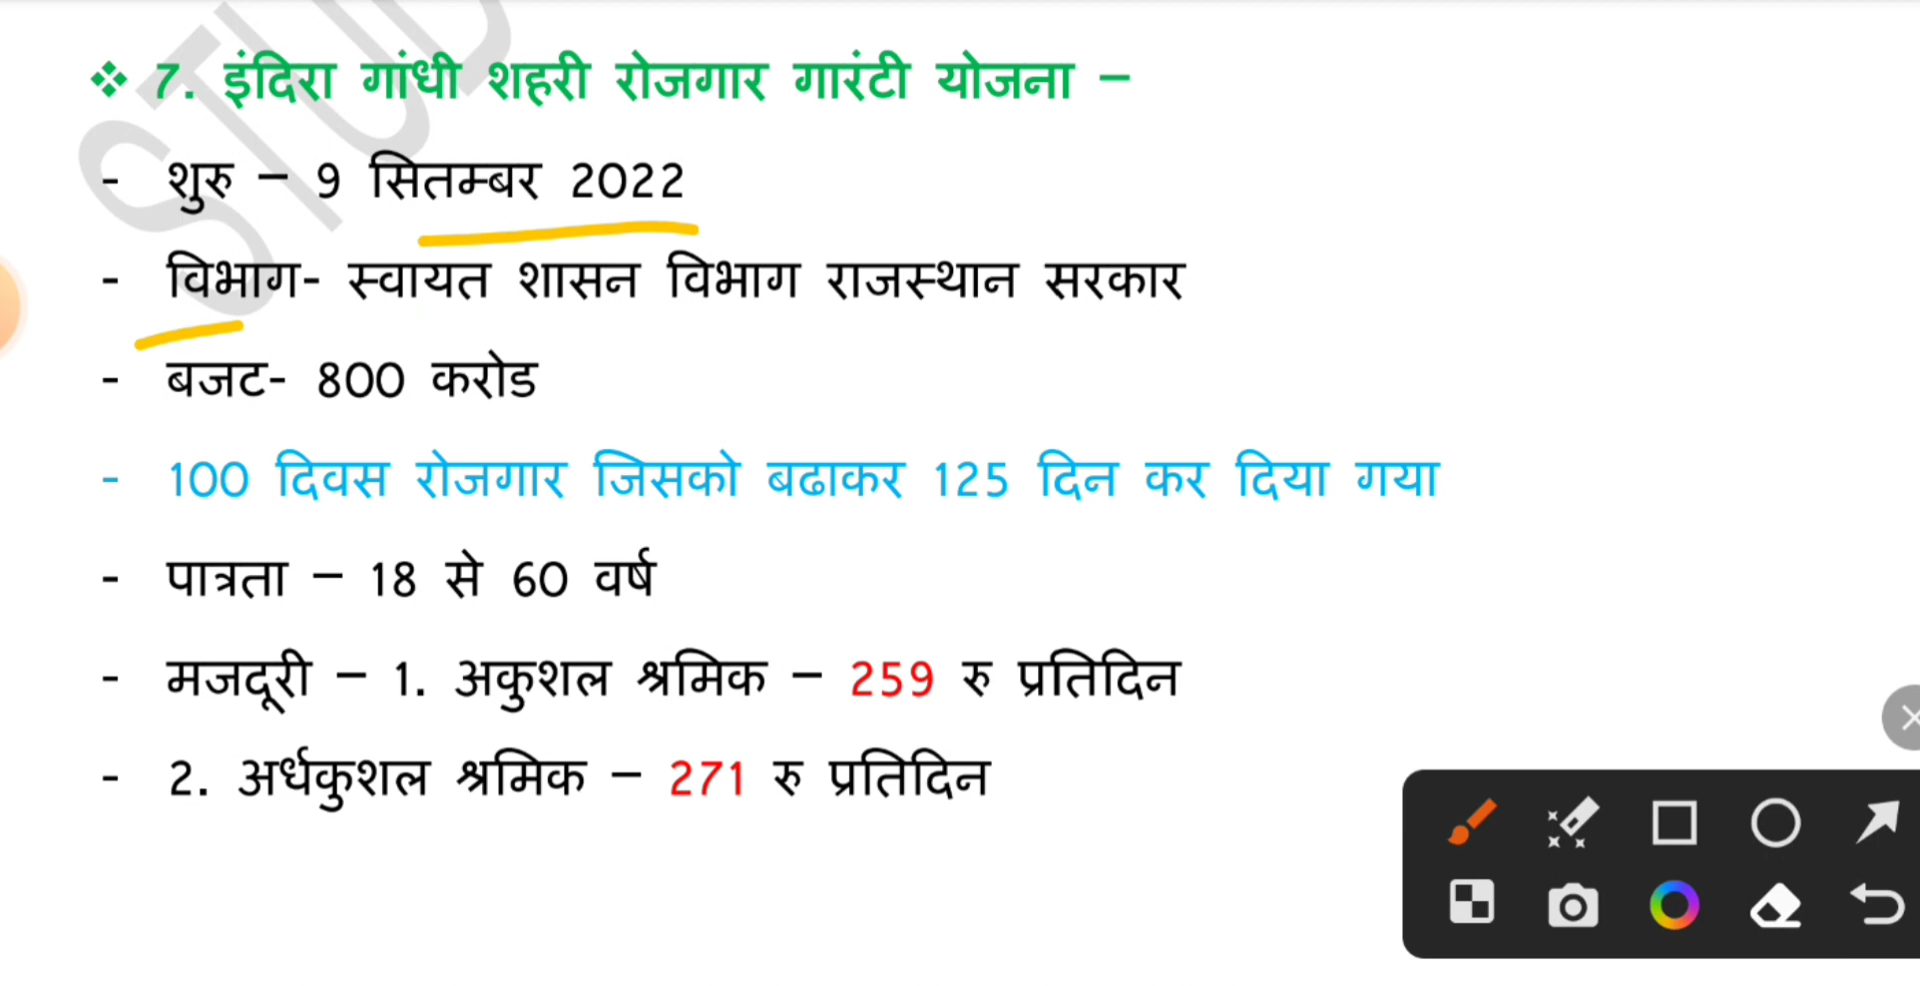 ❖ 7. इंदिरा गांधी शहरी रोजगार गारंटी योजना –
- शुरु – 9 सितम्बर 2022
- विभाग- स्वायत शासन विभाग राजस्थान सरकार
- बजट- 800 करोड
- 100 दिवस रोजगार जिसको बढाकर 125 दिन कर दिया गया
- पात्रता – 18 से 60 वर्ष
- मजदूरी – 1. अकुशल श्रमिक – 259 रु प्रतिदिन
- 2. अर्धकुशल श्रमिक – 271 रु प्रतिदिन